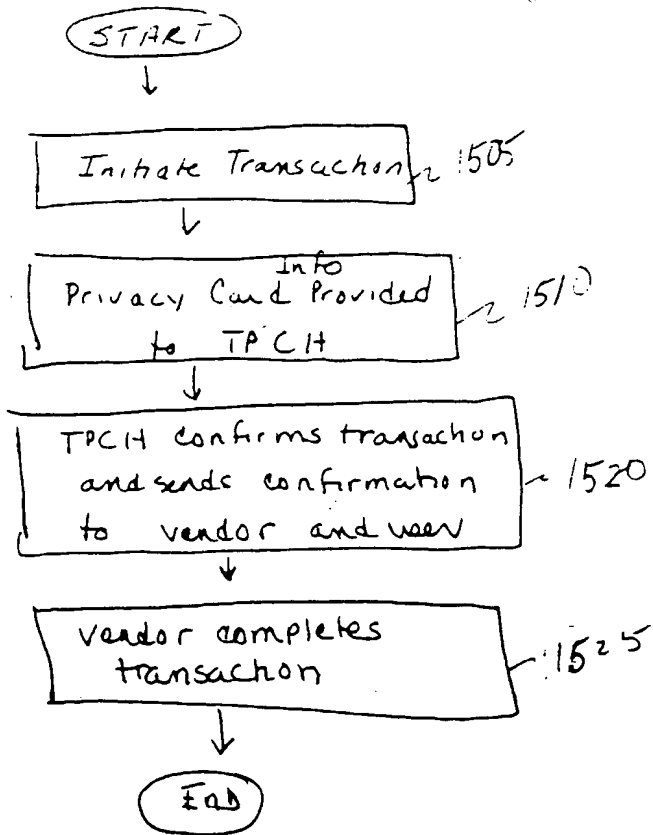 START
Initiate Transaction
1505
Info
Privacy Card Provided
to TPCH
1510
TPCH confirms transaction
and sends confirmation
to vendor and user
1520
vendor completes
transaction
1525
End